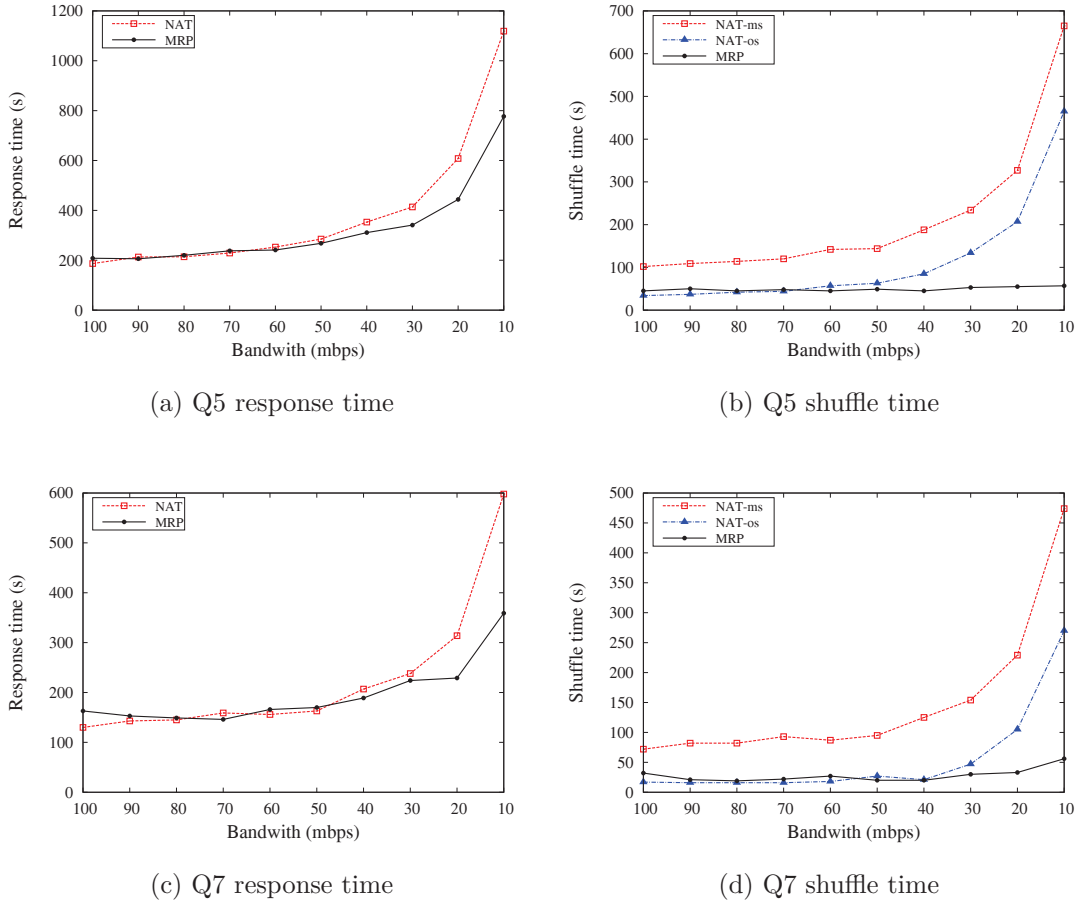 1200
1000
800
600
400
200
0
100 90 80 70 60 50 40 30 20 10
Response time (s)
Bandwith (mbps)
NAT
MRP
(a) Q5 response time
700
600
500
400
300
200
100
0
100 90 80 70 60 50 40 30 20 10
Shuffle time (s)
Bandwith (mbps)
NAT-ms
NAT-os
MRP
(b) Q5 shuffle time
600
500
400
300
200
100
0
100 90 80 70 60 50 40 30 20 10
Response time (s)
Bandwith (mbps)
NAT
MRP
(c) Q7 response time
500
450
400
350
300
250
200
150
100
50
0
100 90 80 70 60 50 40 30 20 10
Shuffle time (s)
Bandwith (mbps)
NAT-ms
NAT-os
MRP
(d) Q7 shuffle time